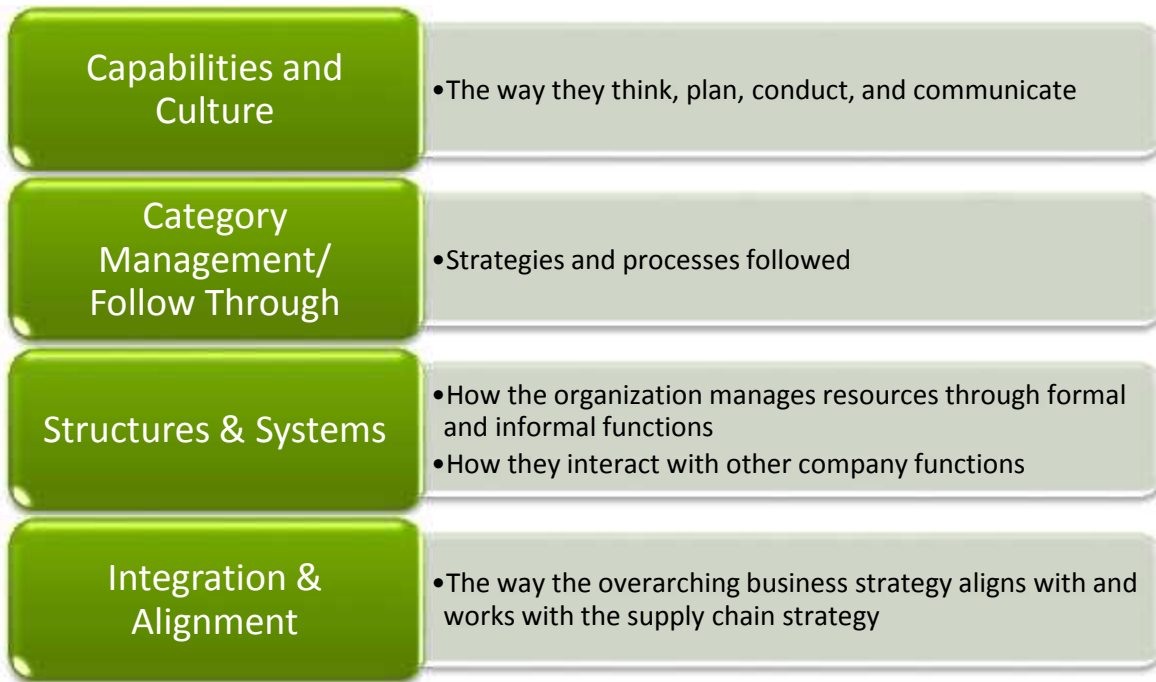 Capabilities and
Culture
•The way they think, plan, conduct, and communicate
Category
Management/
Follow Through
•Strategies and processes followed
Structures & Systems
•How the organization manages resources through formal
and informal functions
•How they interact with other company functions
Integration &
Alignment
•The way the overarching business strategy aligns with and
works with the supply chain strategy